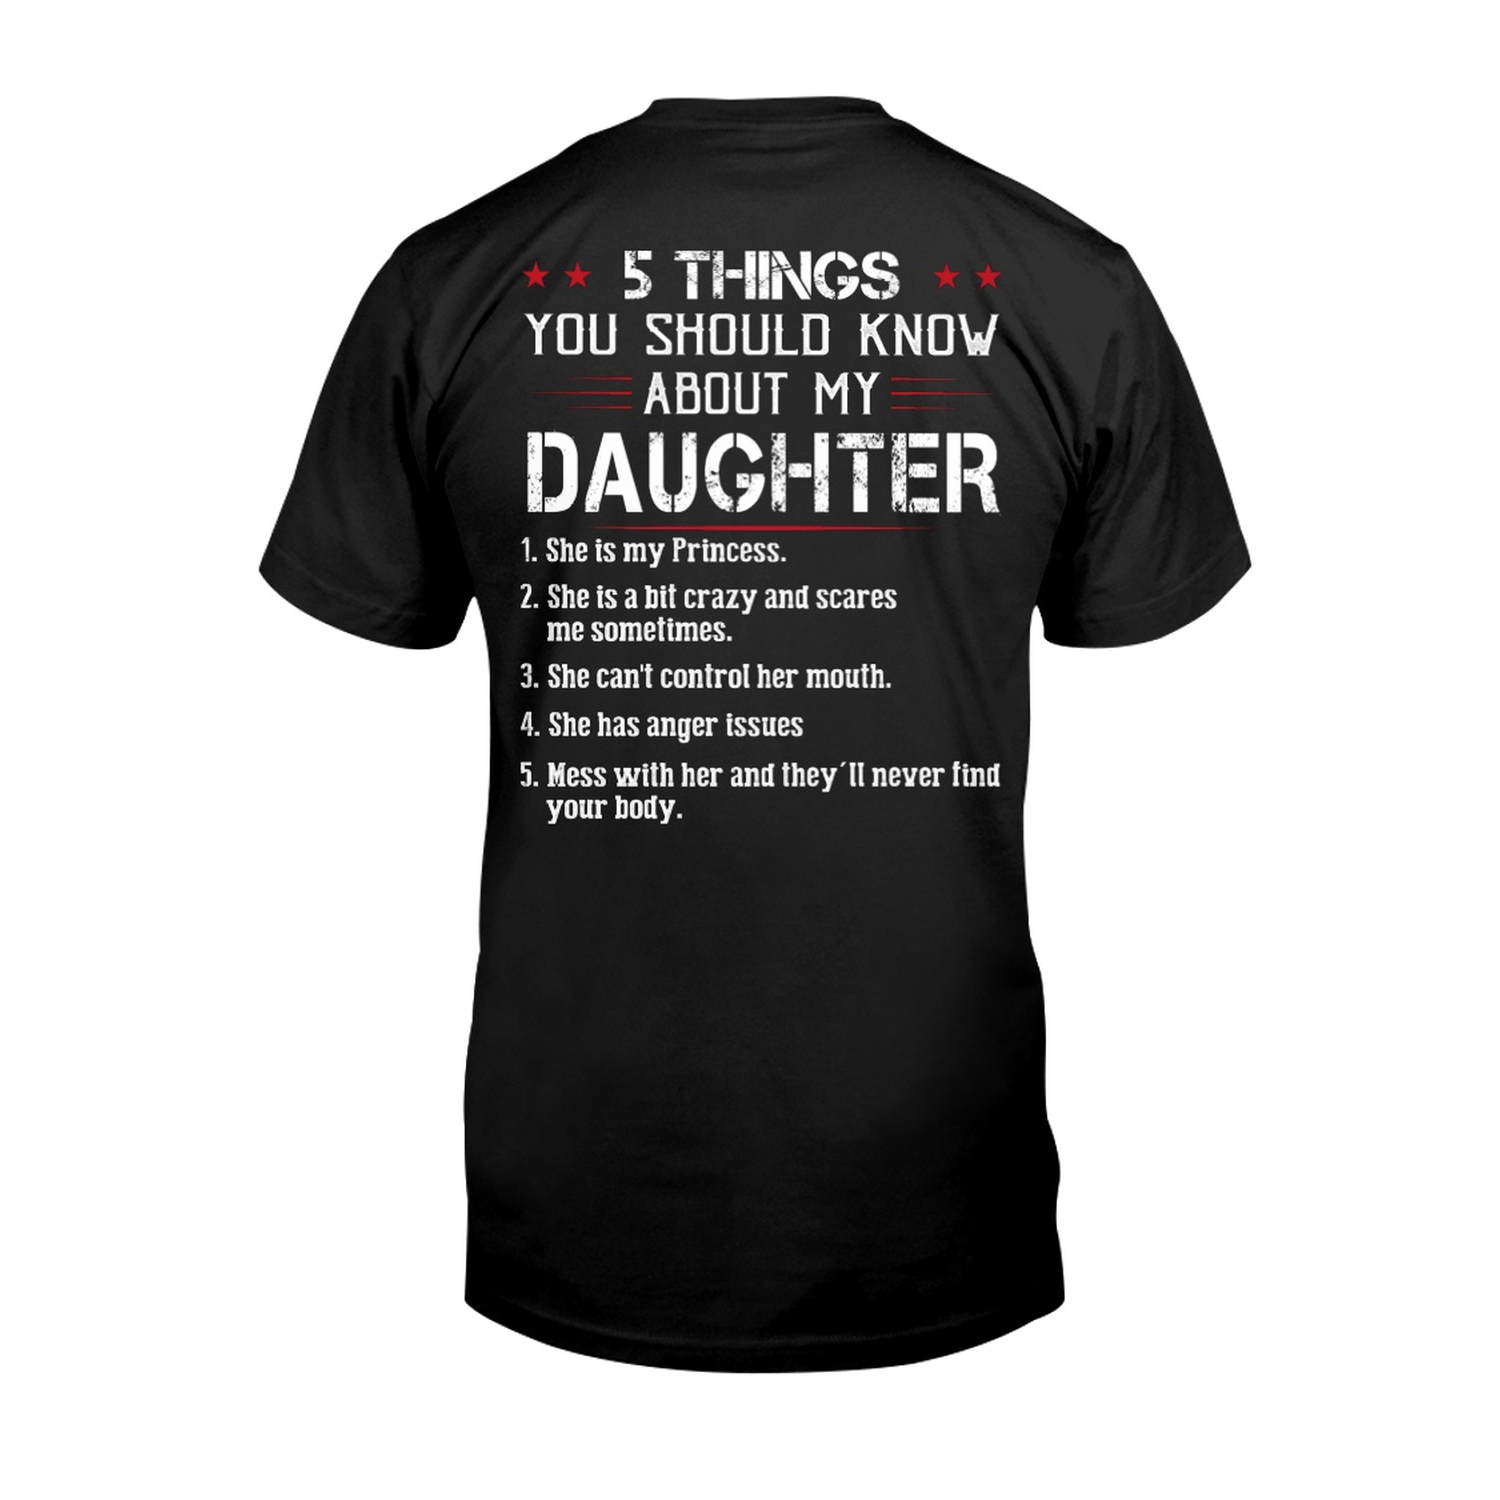 5 THINGS
YOU SHOULD KNOW
ABOUT MY
DAUGHTER
1. She is my Princess.
2. She is a bit crazy and scares
me sometimes.
3. She can't control her mouth.
4. She has anger issues
5. Mess with her and they´ll never find
your body.